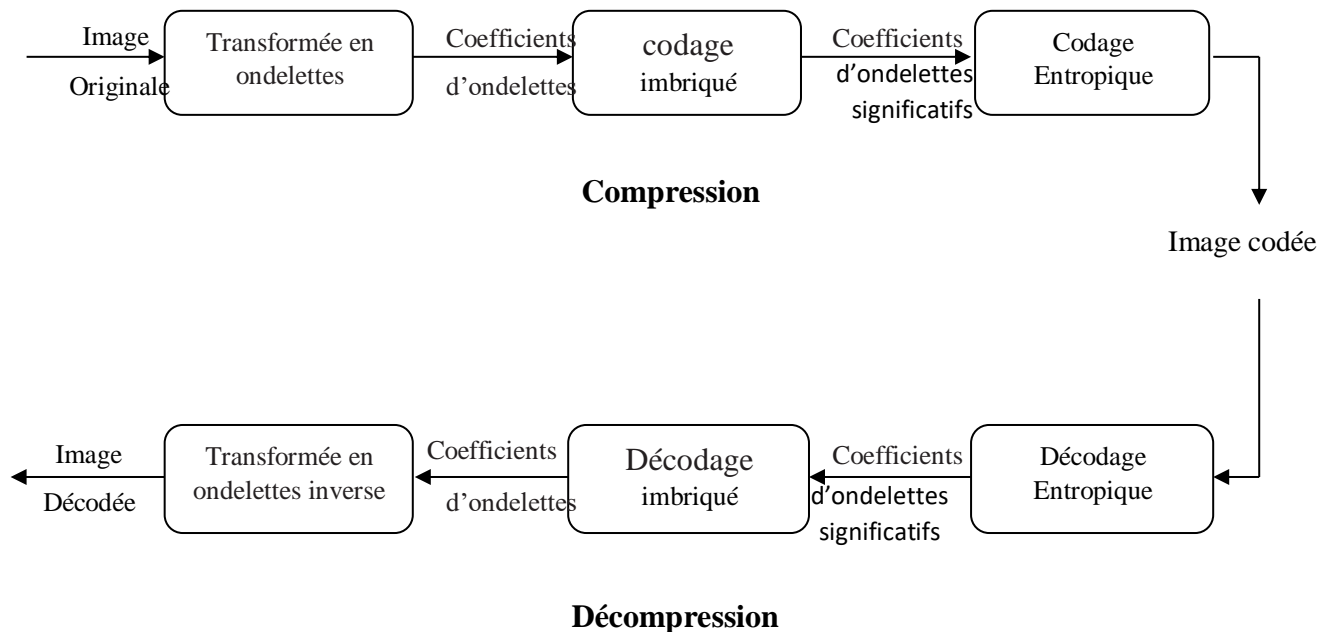 Image
Originale
Transformée en
ondelettes
Coefficients
d'ondelettes
codage
imbriqué
Coefficients
d'ondelettes
significatifs
Codage
Entropique
Compression
Image codée
Image
Décodée
Transformée en
ondelettes inverse
Coefficients
d'ondelettes
Décodage
imbriqué
Coefficients
d'ondelettes
significatifs
Décodage
Entropique
Décompression